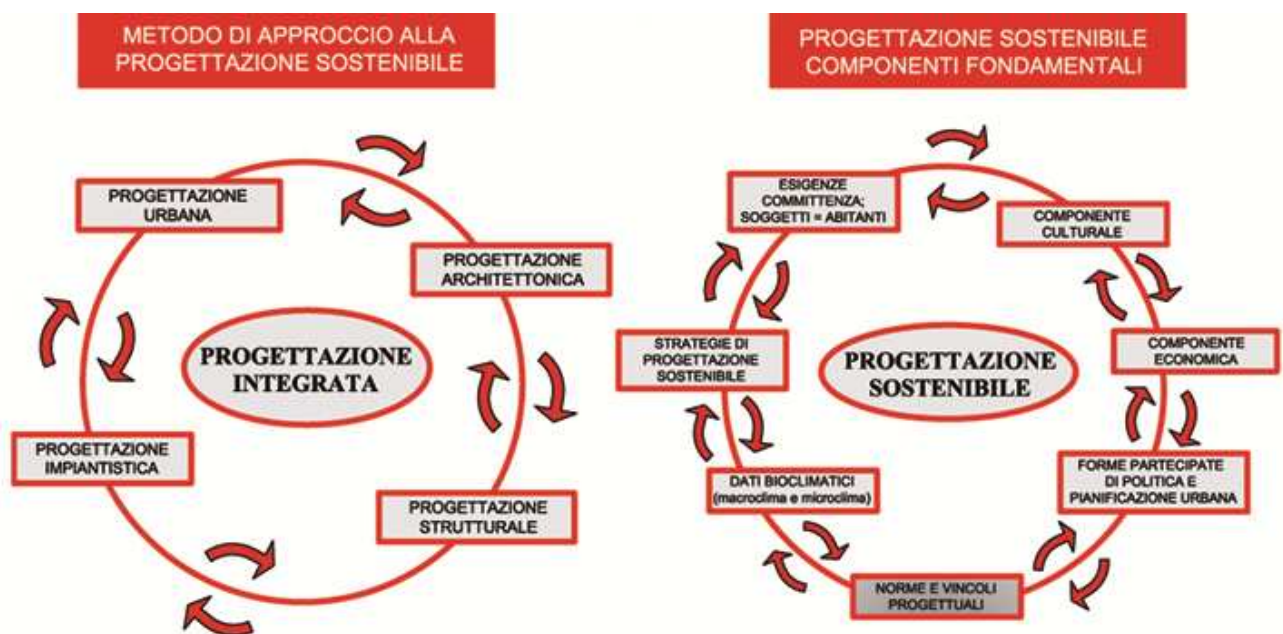 METODO DI APPROCCIO ALLA
PROGETTAZIONE SOSTENIBILE
PROGETTAZIONE
URBANA
PROGETTAZIONE
ARCHITETTONICA
PROGETTAZIONE
INTEGRATA
PROGETTAZIONE
IMPIANTISTICA
PROGETTAZIONE
STRUTTURALE
PROGETTAZIONE SOSTENIBILE
COMPONENTI FONDAMENTALI
ESIGENZE
COMMITTENZA;
SOGGETTI = ABITANTI
COMPONENTE
CULTURALE
STRATEGIE DI
PROGETTAZIONE
SOSTENIBILE
PROGETTAZIONE
SOSTENIBILE
COMPONENTE
ECONOMICA
DATI BIOCLIMATICI
(macroclima e microclima)
FORME PARTECIPATE
DI POLITICA E
PIANIFICAZIONE URBANA
NORME E VINCOLI
PROGETTUALI